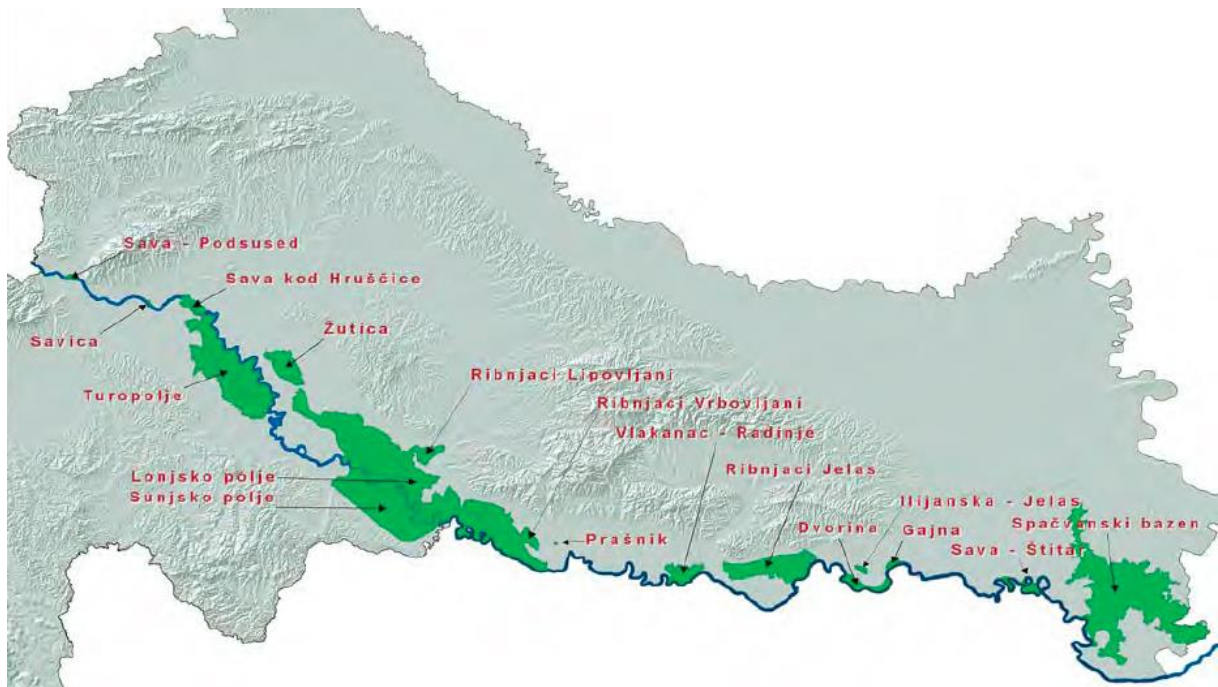 Sava - Podsused
Sava kod Hruščice
Savica
Žutica
Turopolje
Ribnjaci Lipovljani
Ribnjaci Vrbovljani
Vlakanac - Radinje
Lonjsko polje
Sunjsko polje
Ribnjaci Jelas
Prašnik
Dvorina
Ilijanska - Jelas
Gajna
Spačvanski bazen
Sava - Štitar